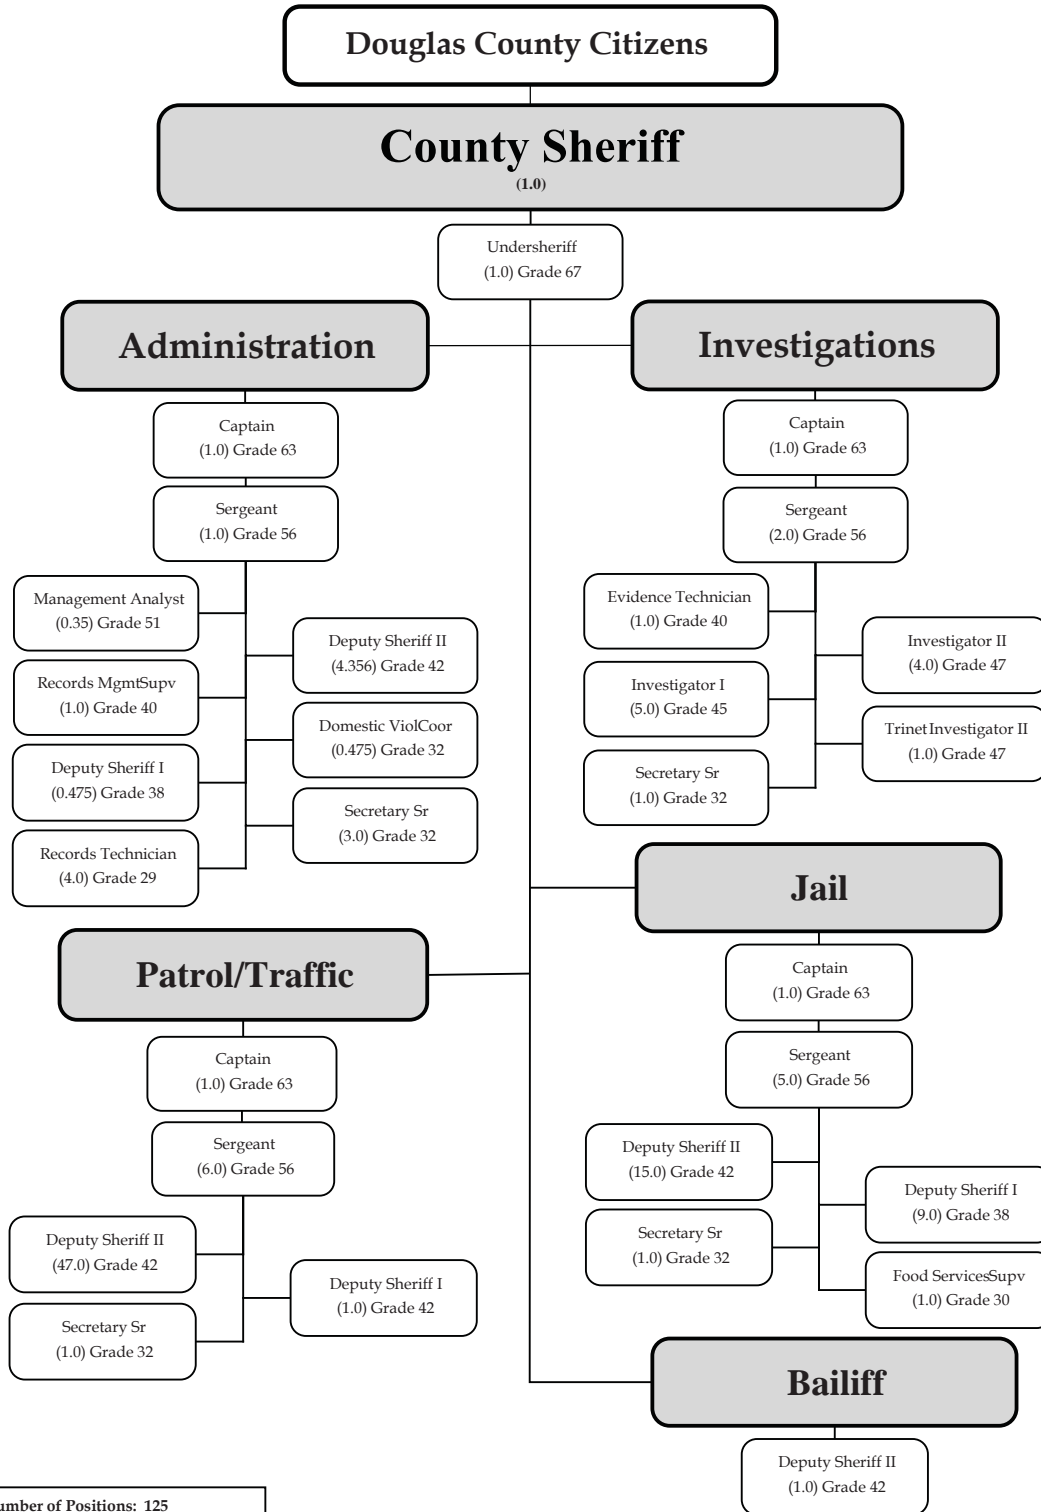 Douglas County Citizens
County Sheriff
(1.0)
Undersheriff
(1.0) Grade 67
Administration
Captain
(1.0) Grade 63
Sergeant
(1.0) Grade 56
Management Analyst
(0.35) Grade 51
Deputy Sheriff II
(4.356) Grade 42
Records MgmtSupv
(1.0) Grade 40
Domestic ViolCoor
(0.475) Grade 32
Deputy Sheriff I
(0.475) Grade 38
Secretary Sr
(3.0) Grade 32
Records Technician
(4.0) Grade 29
Investigations
Captain
(1.0) Grade 63
Sergeant
(2.0) Grade 56
Evidence Technician
(1.0) Grade 40
Investigator II
(4.0) Grade 47
Investigator I
(5.0) Grade 45
Trinet Investigator II
(1.0) Grade 47
Secretary Sr
(1.0) Grade 32
Patrol/Traffic
Captain
(1.0) Grade 63
Sergeant
(6.0) Grade 56
Deputy Sheriff II
(47.0) Grade 42
Deputy Sheriff I
(1.0) Grade 42
Secretary Sr
(1.0) Grade 32
Jail
Captain
(1.0) Grade 63
Sergeant
(5.0) Grade 56
Deputy Sheriff II
(15.0) Grade 42
Deputy Sheriff I
(9.0) Grade 38
Secretary Sr
(1.0) Grade 32
Food ServicesSupv
(1.0) Grade 30
Bailiff
Deputy Sheriff II
(1.0) Grade 42
of Positions: 125